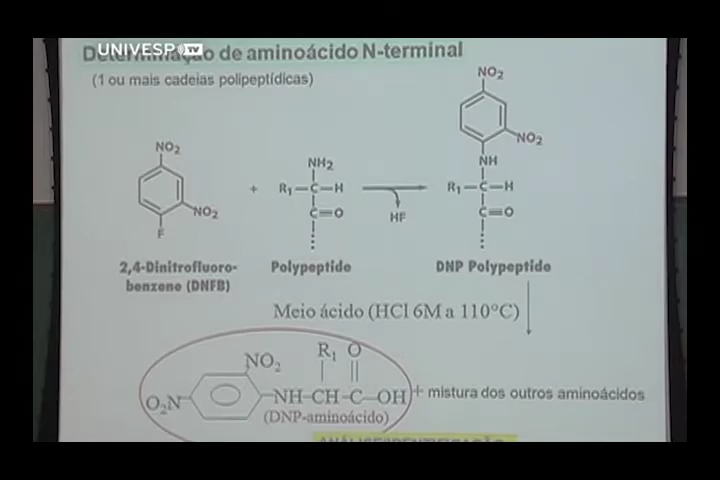 UNIVESP TV
Determinação de aminoácido N-terminal
(1 ou mais cadeias polipeptídicas)
NO2
NO2
F
+
NH2
R1—C—H
C=O
HF
NO2
NO2
NH
R1—C—H
C=O
2,4-Dinitrofluoro-
benzene (DNFB)
Polypeptide
DNP Polypeptide
Meio ácido (HCl 6M a 110°C)
NO2
R1 O
O2N
NH-CH-C-OH
(DNP-aminoácido)
+ mistura dos outros aminoácidos